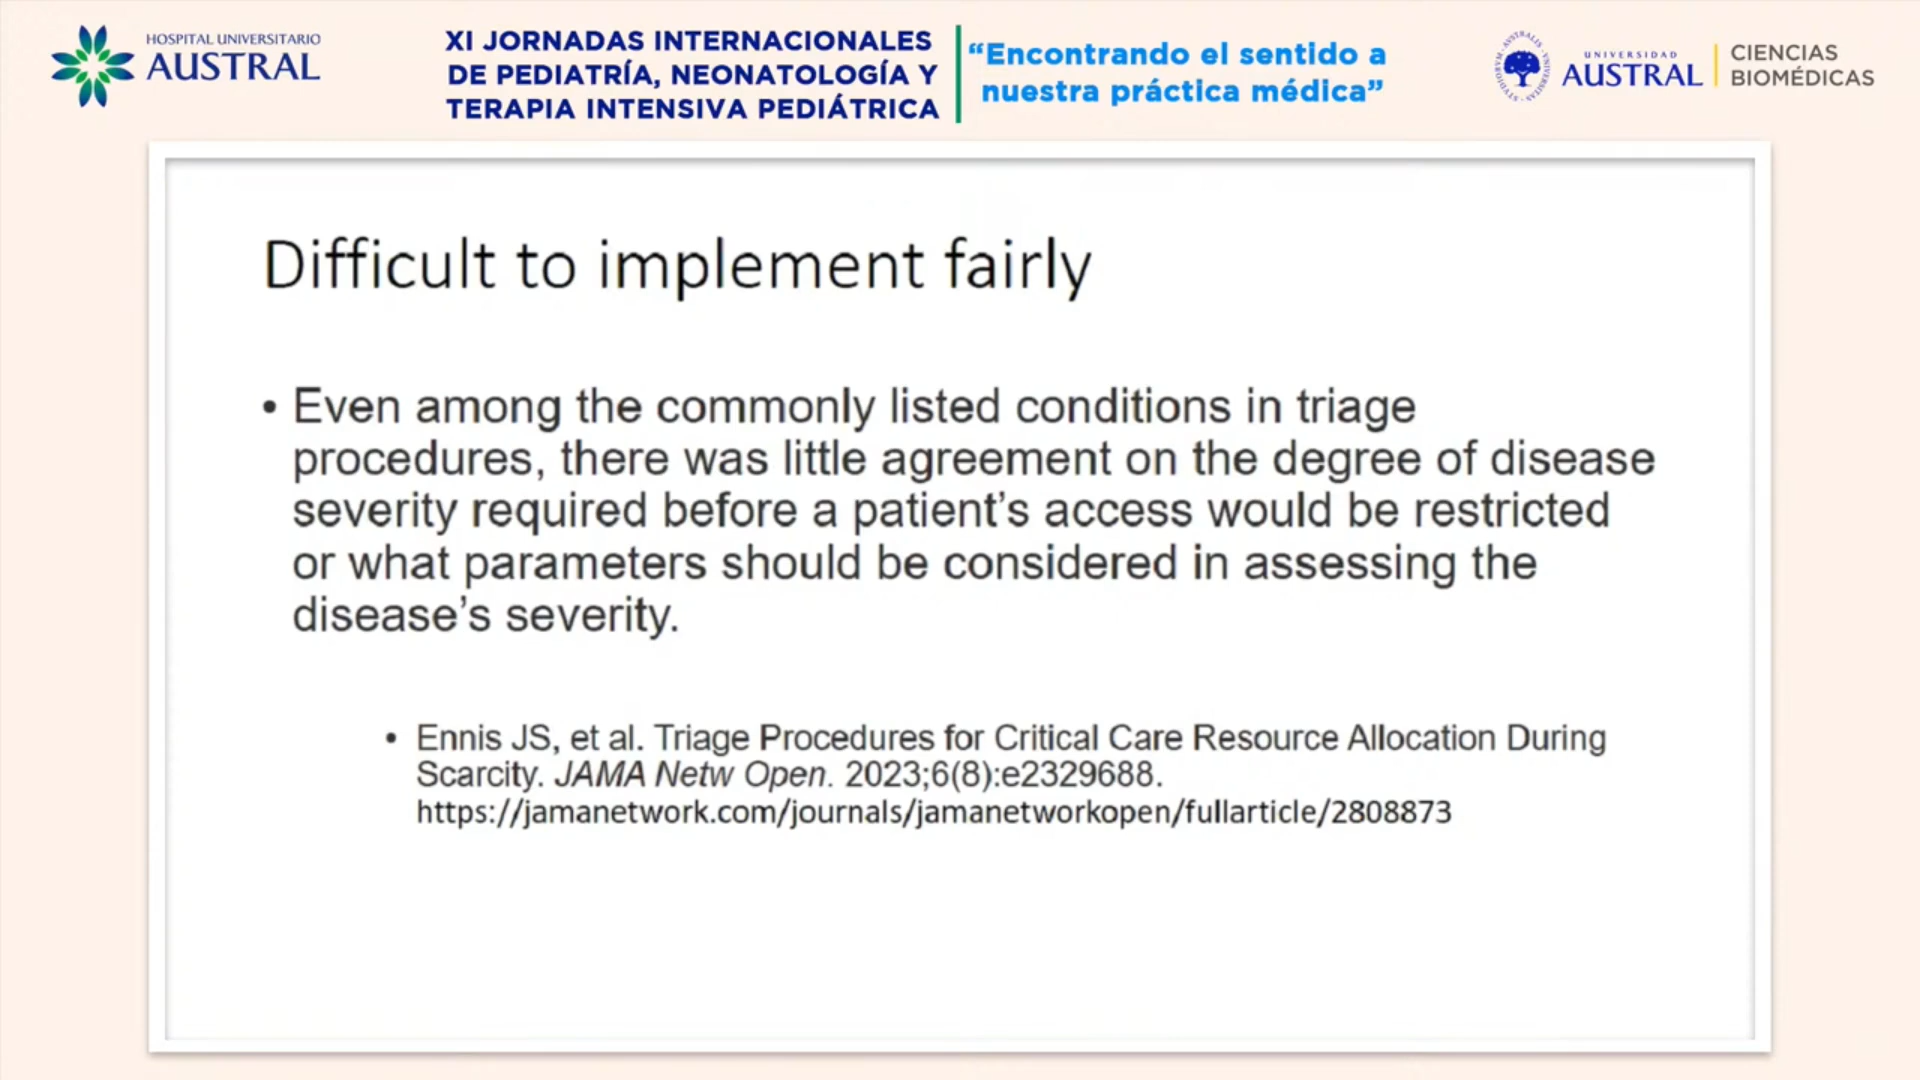 HOSPITAL UNIVERSITARIO
AUSTRAL
XI JORNADAS INTERNACIONALES
DE PEDIATRÍA, NEONATOLOGÍA Y
TERAPIA INTENSIVA PEDIÁTRICA
“Encontrando el sentido a
nuestra práctica médica”
UNIVERSIDAD
AUSTRAL
CIENCIAS
BIOMÉDICAS
Difficult to implement fairly
• Even among the commonly listed conditions in triage
procedures, there was little agreement on the degree of disease
severity required before a patient’s access would be restricted
or what parameters should be considered in assessing the
disease’s severity.
• Ennis JS, et al. Triage Procedures for Critical Care Resource Allocation During
Scarcity. JAMA Netw Open. 2023;6(8):e2329688.
https://jamanetwork.com/journals/jamanetworkopen/fullarticle/2808873